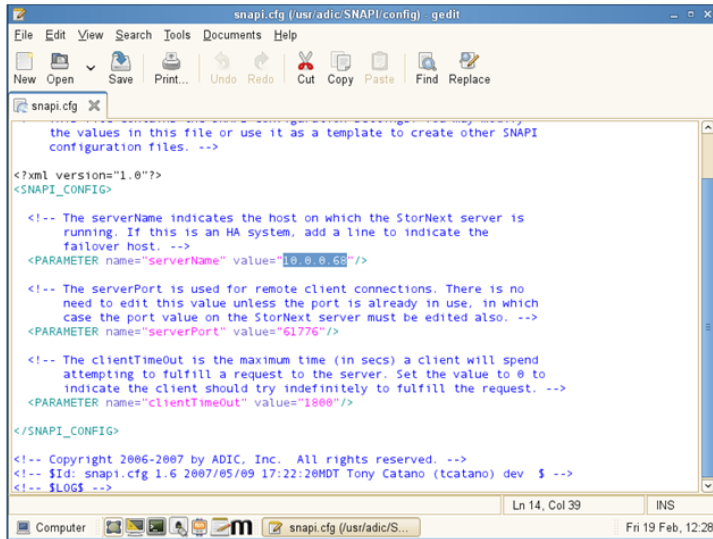 snapi.cfg (/usr/adic/SNAPI/config) - gedit
File Edit View Search Tools Documents Help
New Open Save Print... Undo Redo Cut Copy Paste Find Replace
snapi.cfg
the values in this file or use it as a template to create other SNAPI
configuration files. -->
<?xml version="1.0"?>
<SNAPI_CONFIG>
<!-- The serverName indicates the host on which the StorNext server is
running. If this is an HA system, add a line to indicate the
failover host. -->
<PARAMETER name="serverName" value="10.0.0.68"/>
<!-- The serverPort is used for remote client connections. There is no
need to edit this value unless the port is already in use, in which
case the port value on the StorNext server must be edited also. -->
<PARAMETER name="serverPort" value="61776"/>
<!-- The clientTimeOut is the maximum time (in secs) a client will spend
attempting to fulfill a request to the server. Set the value to 0 to
indicate the client should try indefinitely to fulfill the request. -->
<PARAMETER name="clientTimeOut" value="1800"/>
</SNAPI_CONFIG>
<!-- Copyright 2006-2007 by ADIC, Inc. All rights reserved. -->
<!-- $Id: snapi.cfg 1.6 2007/05/09 17:22:20MDT Tony Catano (tcatano) dev $ -->
<!-- $LOG$ -->
Ln 14, Col 39 INS
Computer m snapi.cfg (/usr/adic/S... Fri 19 Feb, 12:28